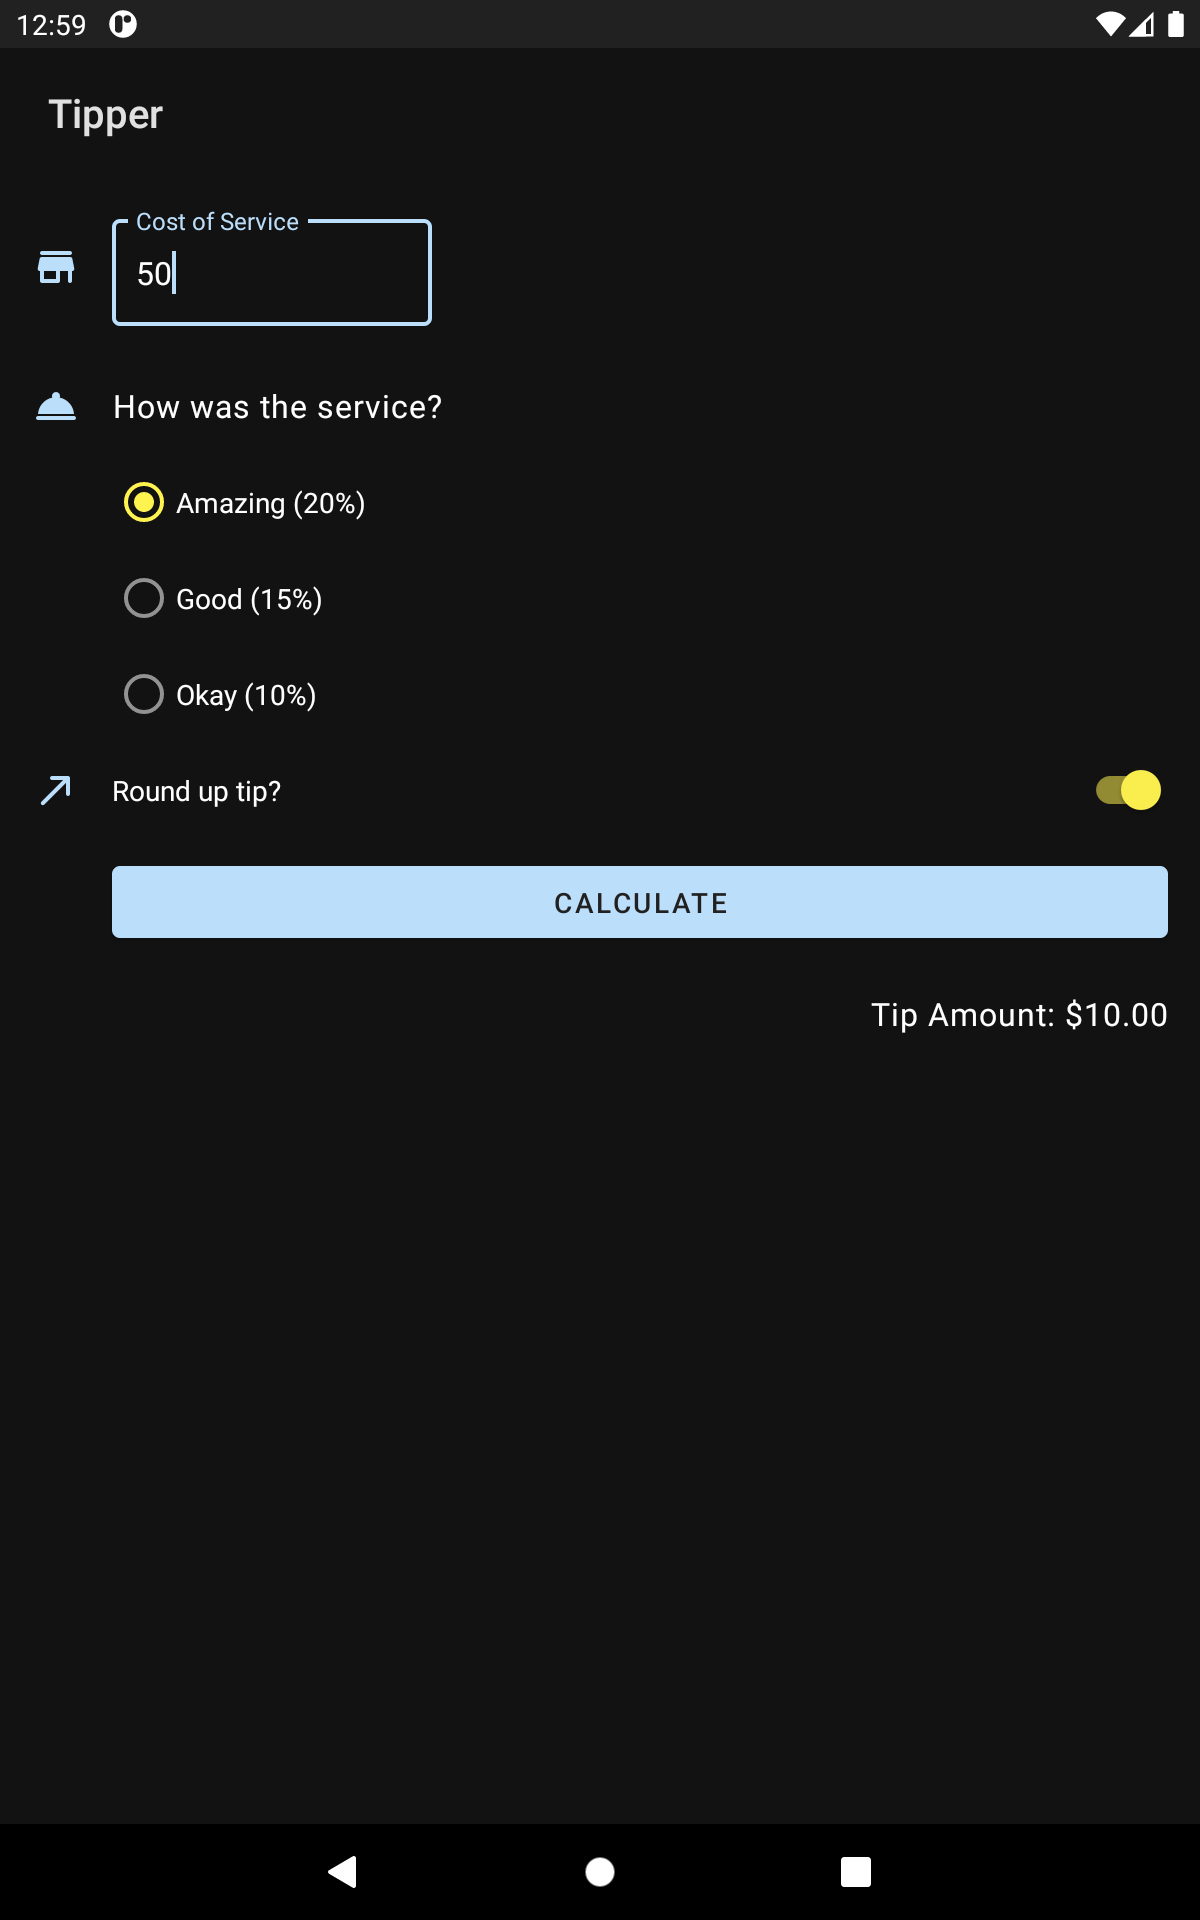 12:59
Tipper
Cost of Service
50
How was the service?
Amazing (20%)
Good (15%)
Okay (10%)
Round up tip?
CALCULATE
Tip Amount: $10.00